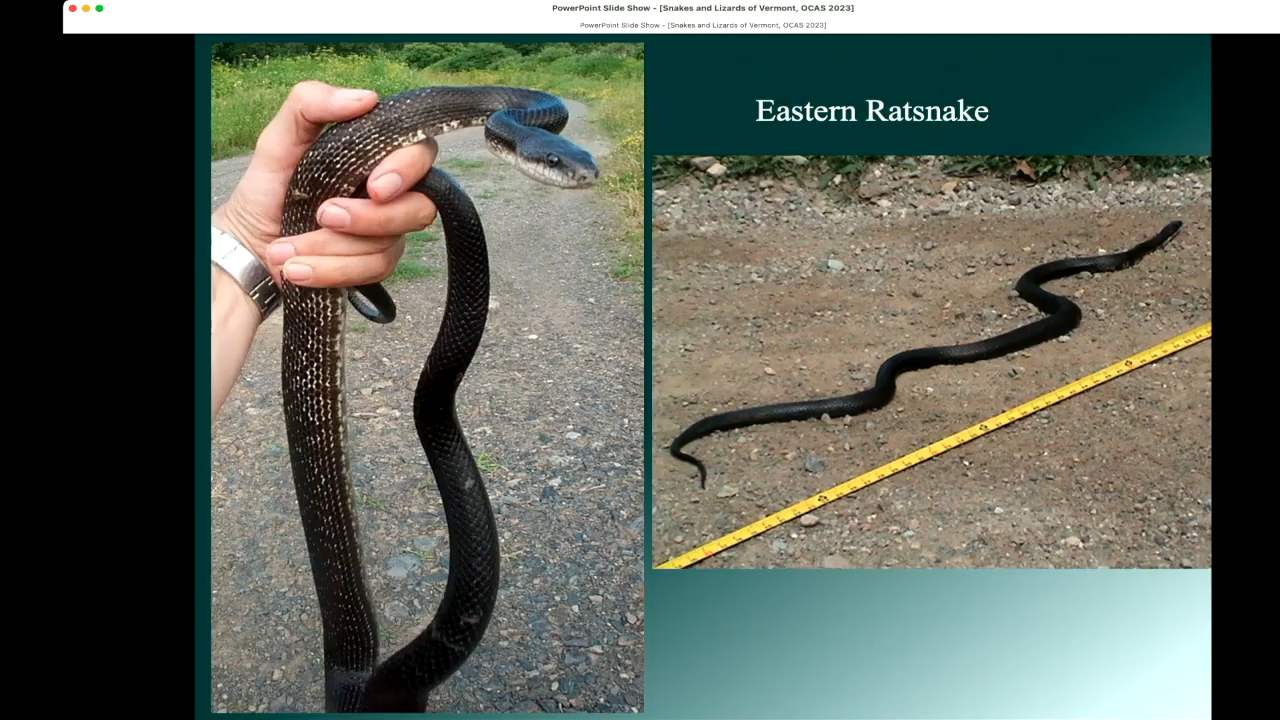 PowerPoint Slide Show - [Snakes and Lizards of Vermont, OCAS 2023]
PowerPoint Slide Show - [Snakes and Lizards of Vermont, OCAS 2023]
Eastern Ratsnake